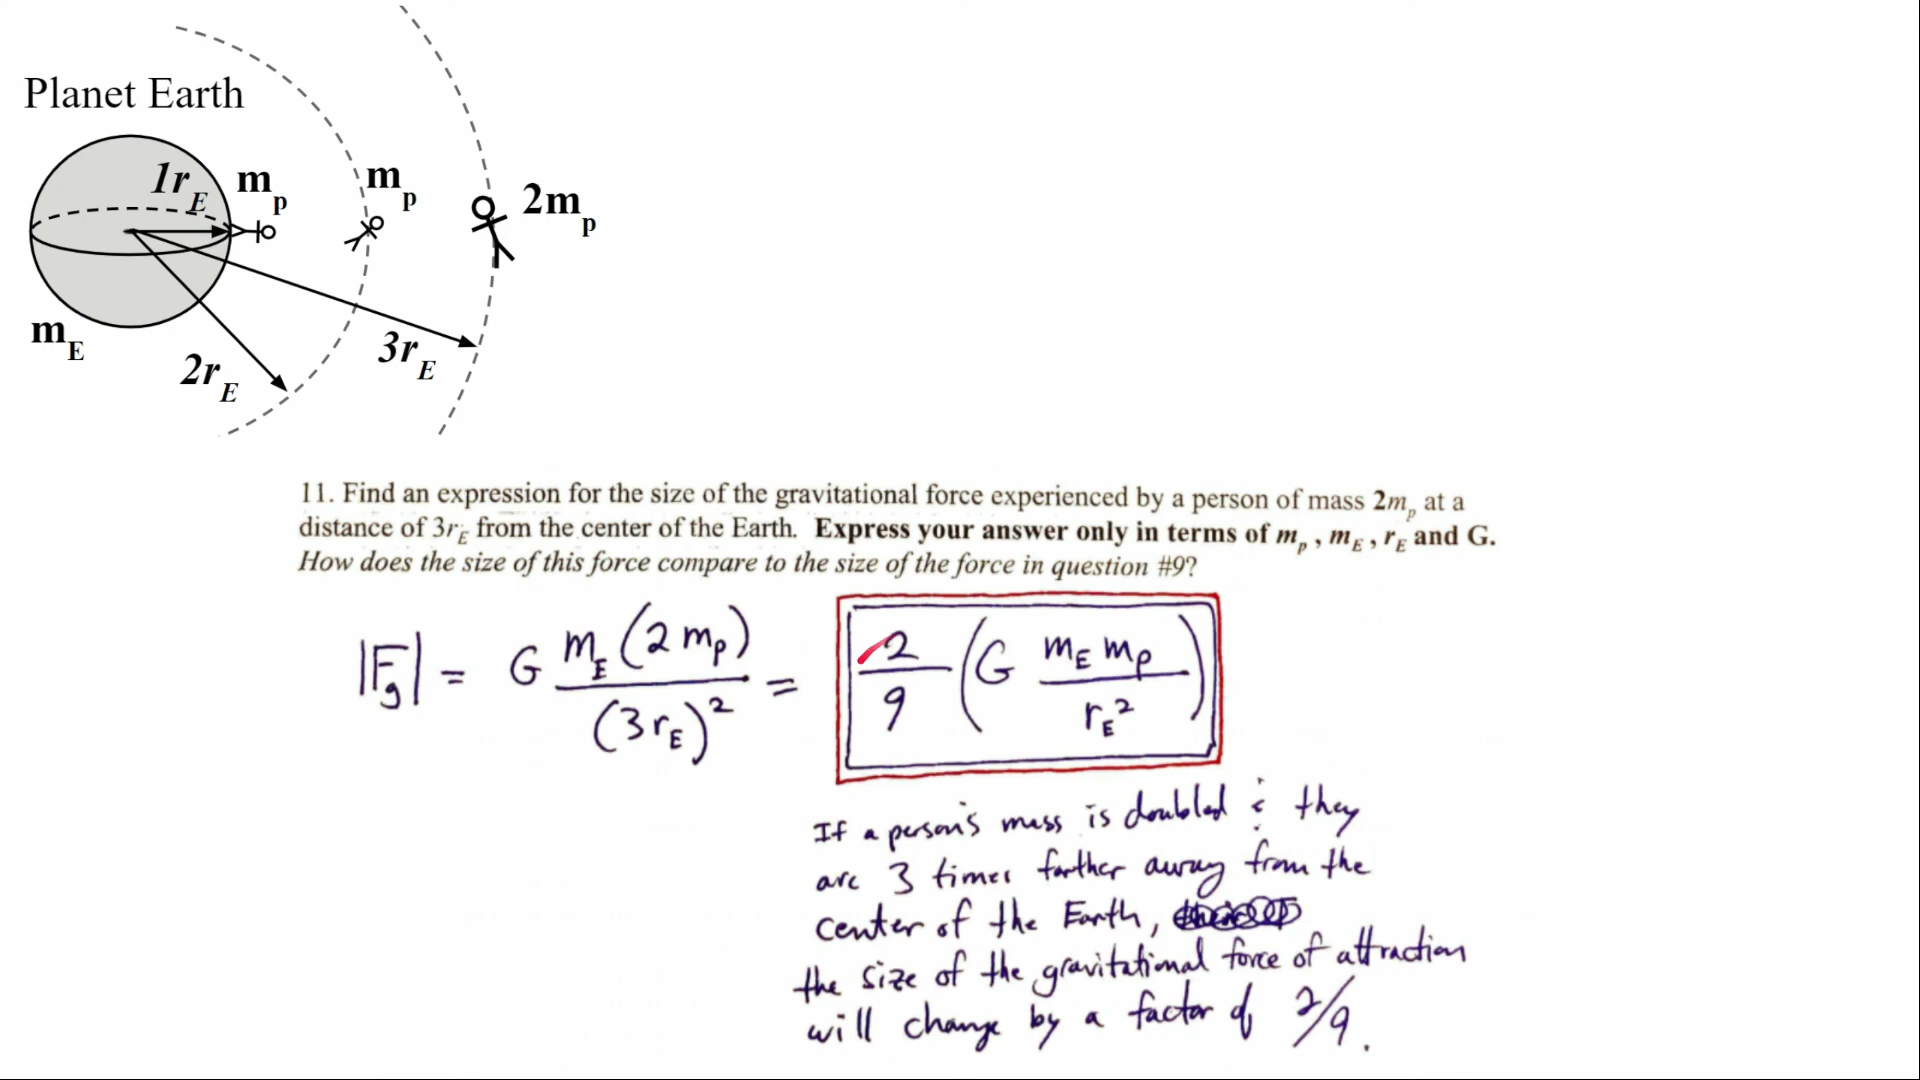 Planet Earth
1r_E
m_p
m_p
2m_p
m_E
2r_E
3r_E
11. Find an expression for the size of the gravitational force experienced by a person of mass 2m_p at a
distance of 3r_E from the center of the Earth. Express your answer only in terms of m_p , m_E , r_E and G.
How does the size of this force compare to the size of the force in question #9?
|F_g| = G m_E (2 m_p) / (3 r_E)^2 = 2/9 (G m_E m_p / r_E^2)
If a person's mass is doubled & they
are 3 times farther away from the
center of the Earth,
the size of the gravitational force of attraction
will change by a factor of 2/9.